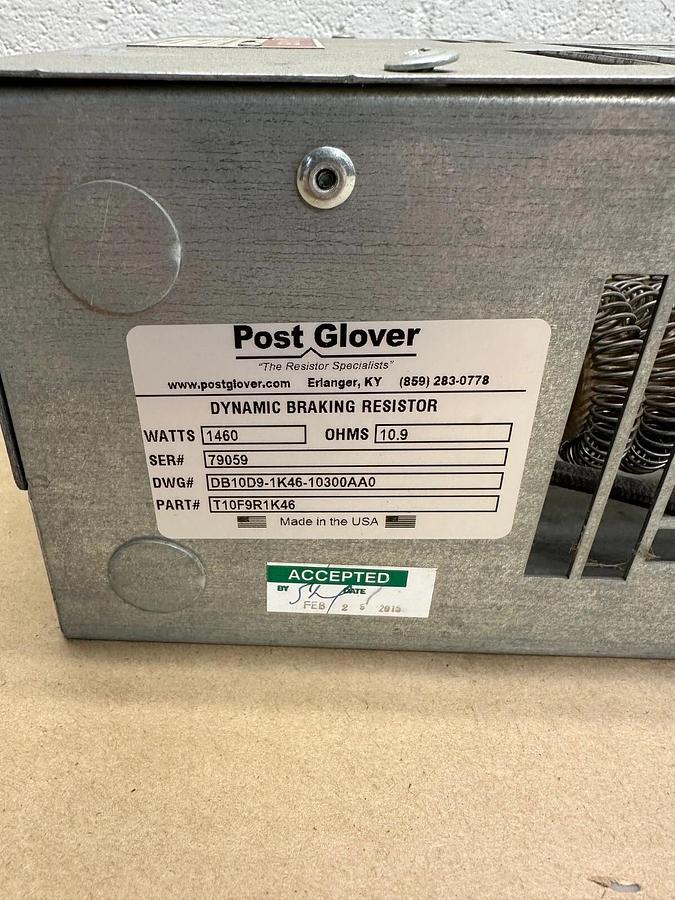 Post Glover
"The Resistor Specialists"
www.postglover.com Erlanger, KY (859) 283-0778
DYNAMIC BRAKING RESISTOR
WATTS 1460 OHMS 10.9
SER# 79059
DWG# DB10D9-1K46-10300AA0
PART# T10F9R1K46
Made in the USA
ACCEPTED
BY DATE
FEB 2